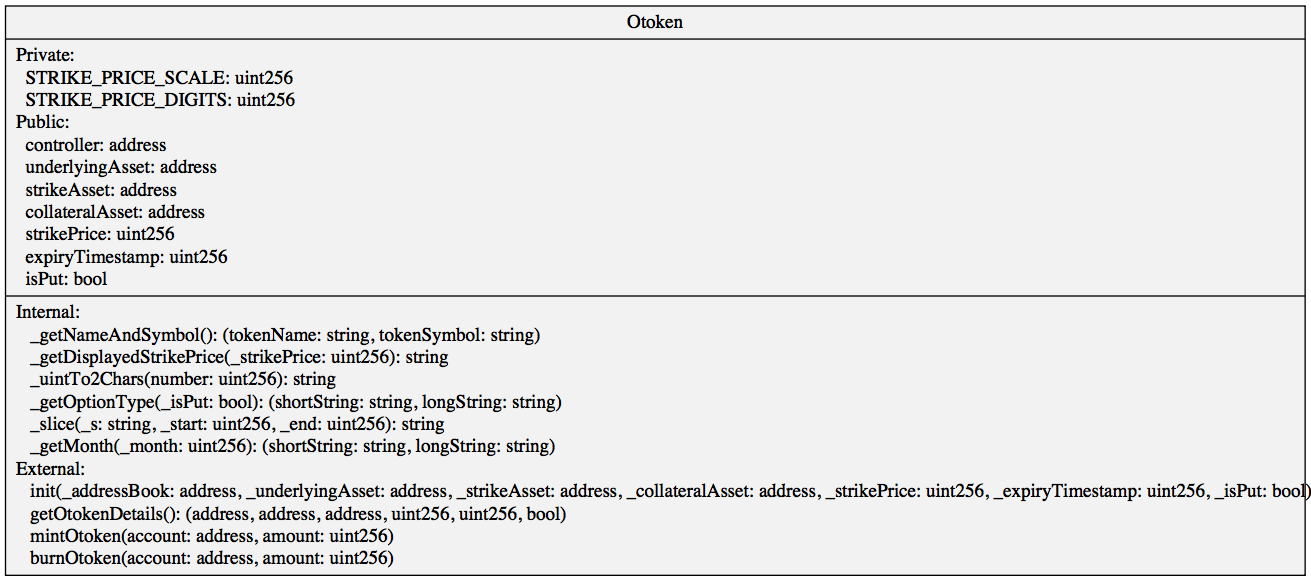 Otoken
Private:
STRIKE_PRICE_SCALE: uint256
STRIKE_PRICE_DIGITS: uint256
Public:
controller: address
underlyingAsset: address
strikeAsset: address
collateralAsset: address
strikePrice: uint256
expiryTimestamp: uint256
isPut: bool
Internal:
_getNameAndSymbol(): (tokenName: string, tokenSymbol: string)
_getDisplayedStrikePrice(_strikePrice: uint256): string
_uintTo2Chars(number: uint256): string
_getOptionType(_isPut: bool): (shortString: string, longString: string)
_slice(_s: string, _start: uint256, _end: uint256): string
_getMonth(_month: uint256): (shortString: string, longString: string)
External:
init(_addressBook: address, _underlyingAsset: address, _strikeAsset: address, _collateralAsset: address, _strikePrice: uint256, _expiryTimestamp: uint256, _isPut: bool)
getOtokenDetails(): (address, address, address, uint256, uint256, bool)
mintOtoken(account: address, amount: uint256)
burnOtoken(account: address, amount: uint256)